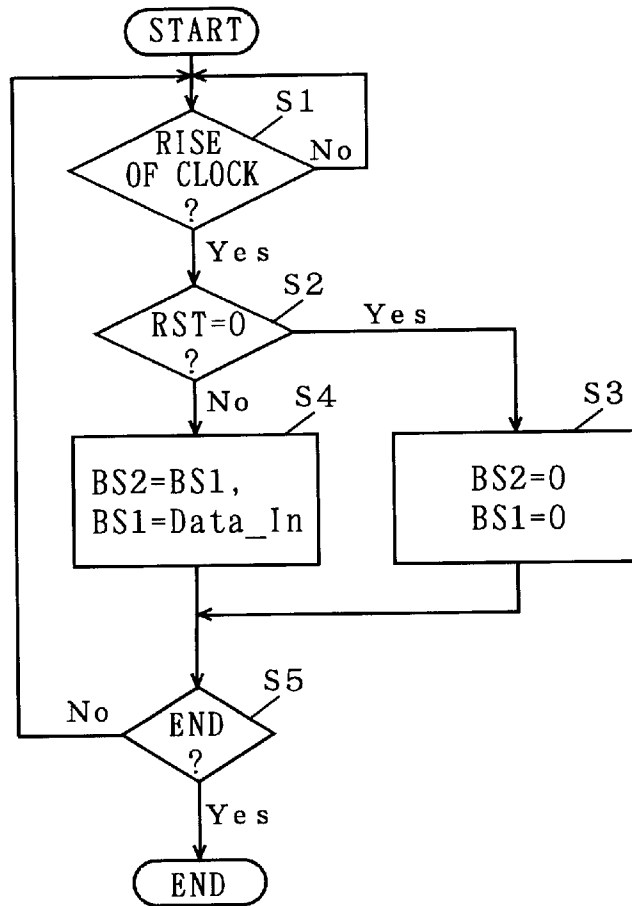 START
S1
RISE
OF CLOCK
?
No
Yes
S2
RST=0
?
Yes
No
S4
BS2=BS1,
BS1=Data_In
S3
BS2=0
BS1=0
S5
END
?
No
Yes
END